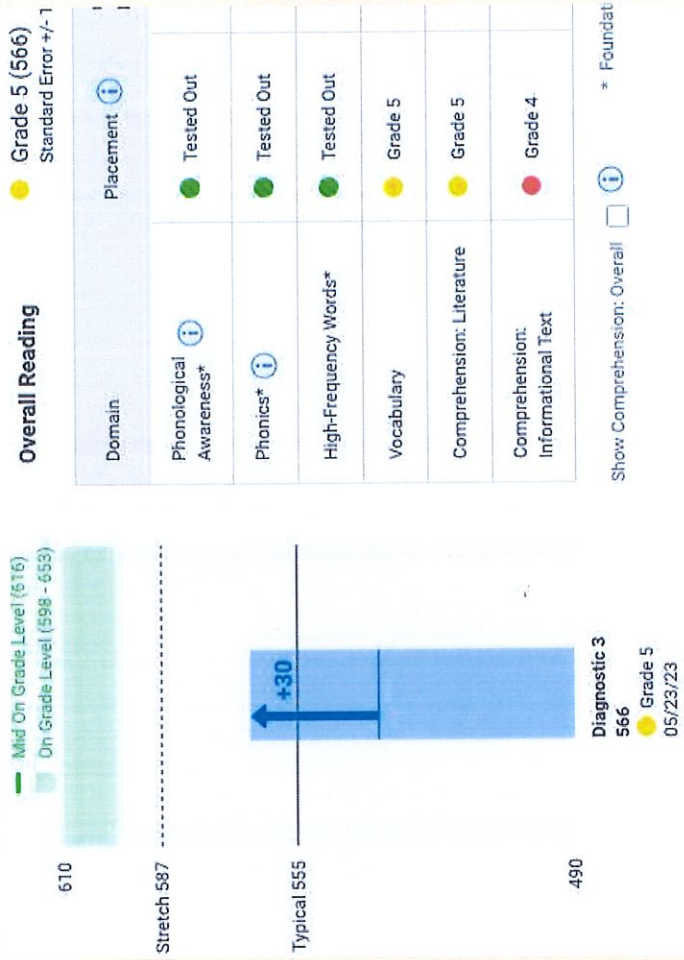 Mid On Grade Level (616)
On Grade Level (598 - 653)
610
Stretch 587
Typical 555
490
+30
Diagnostic 3
566
Grade 5
05/23/23
Overall Reading
Grade 5 (566)
Standard Error +/- 1
Domain
Placement
Phonological
Awareness*
Tested Out
Phonics*
Tested Out
High-Frequency Words*
Tested Out
Vocabulary
Grade 5
Comprehension: Literature
Grade 5
Comprehension:
Informational Text
Grade 4
Show Comprehension: Overall
* Foundati